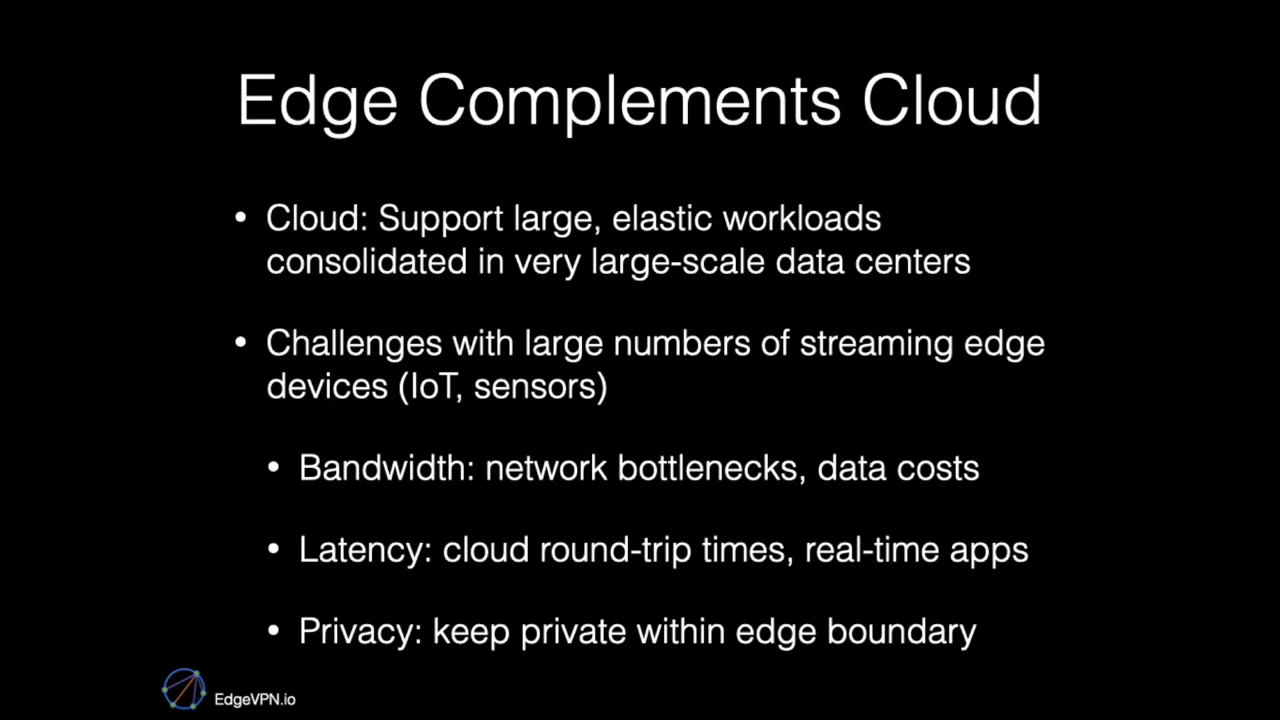 Edge Complements Cloud
• Cloud: Support large, elastic workloads
consolidated in very large-scale data centers
• Challenges with large numbers of streaming edge
devices (IoT, sensors)
• Bandwidth: network bottlenecks, data costs
• Latency: cloud round-trip times, real-time apps
• Privacy: keep private within edge boundary
EdgeVPN.io